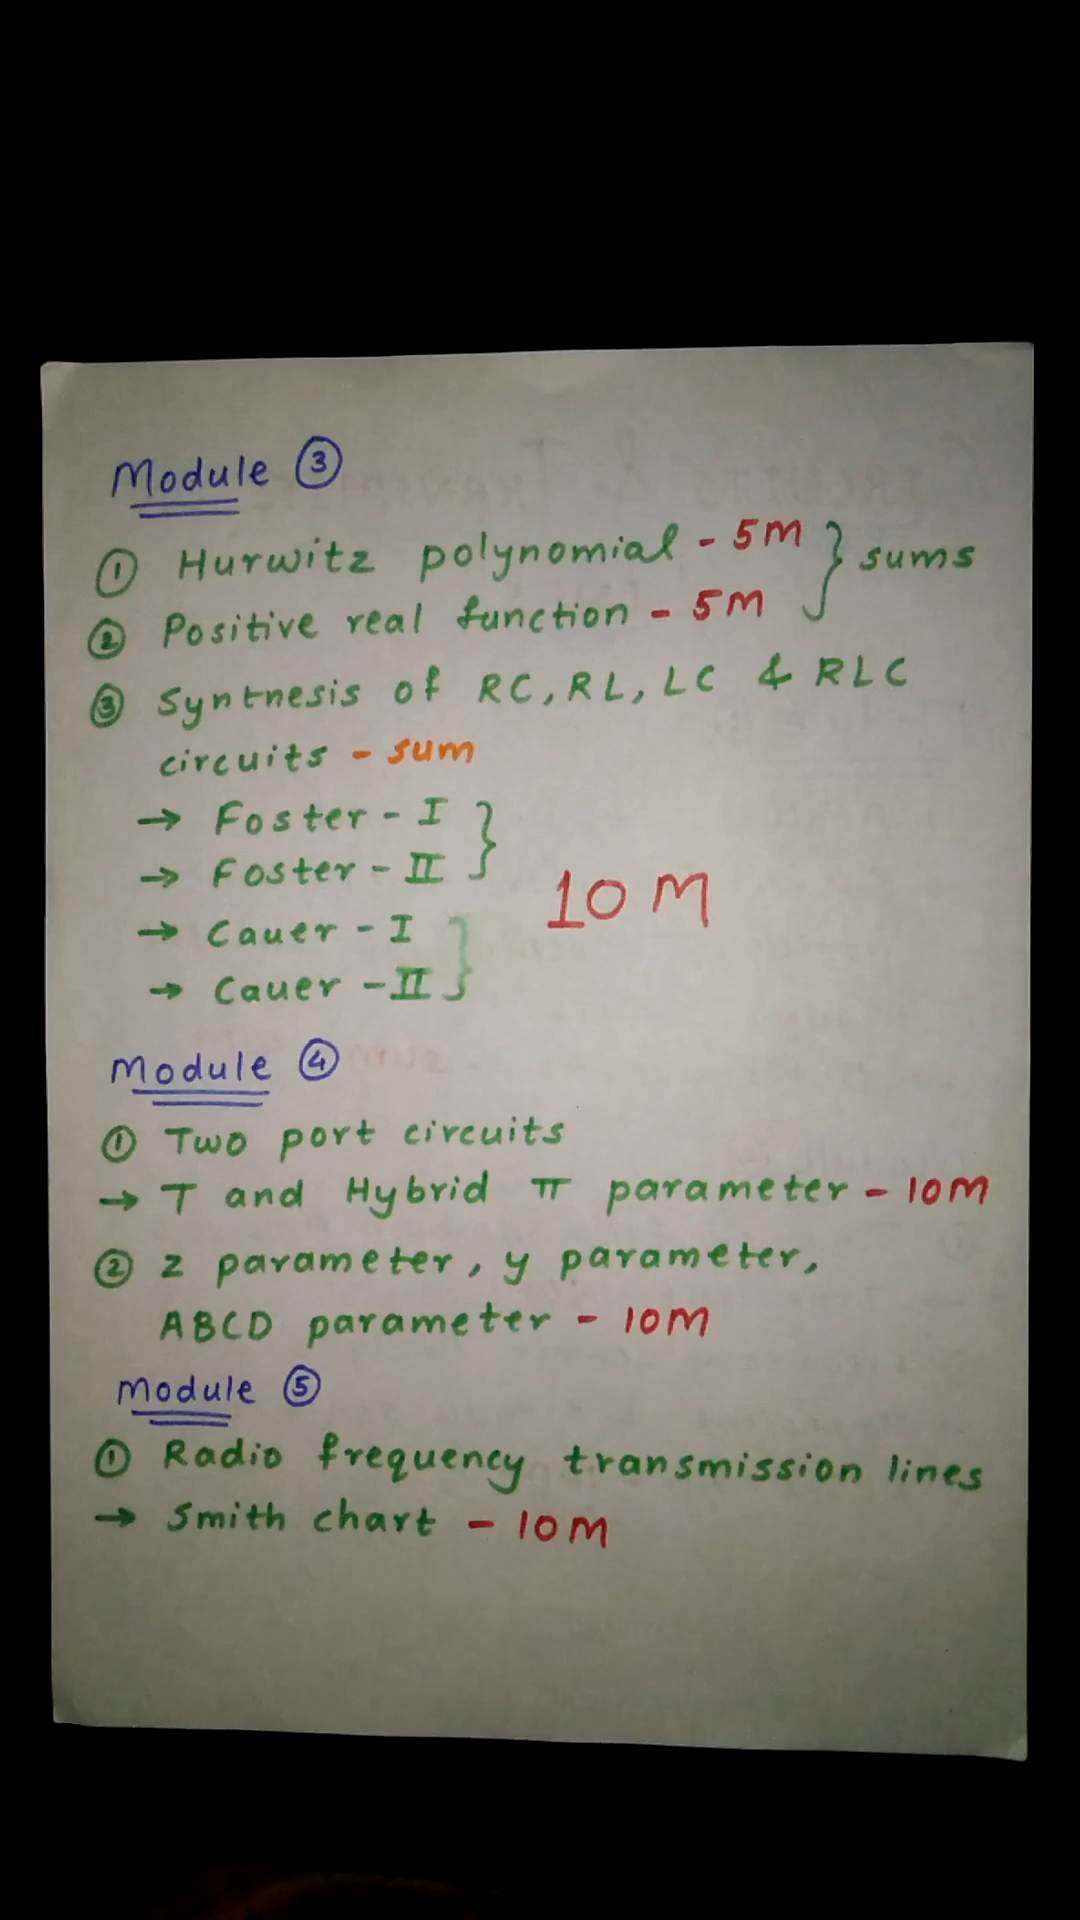 Module ③
① Hurwitz polynomial - 5M } sums
② Positive real function - 5M
③ Syntnesis of RC, RL, LC & RLC
circuits - sum
→ Foster - I }
→ Foster - II
10 M
→ Cauer - I }
→ Cauer - II
Module ④
① Two port circuits
→ T and Hybrid π parameter - 10M
② z parameter, y parameter,
ABCD parameter - 10M
Module ⑤
① Radio frequency transmission lines
→ Smith chart - 10M